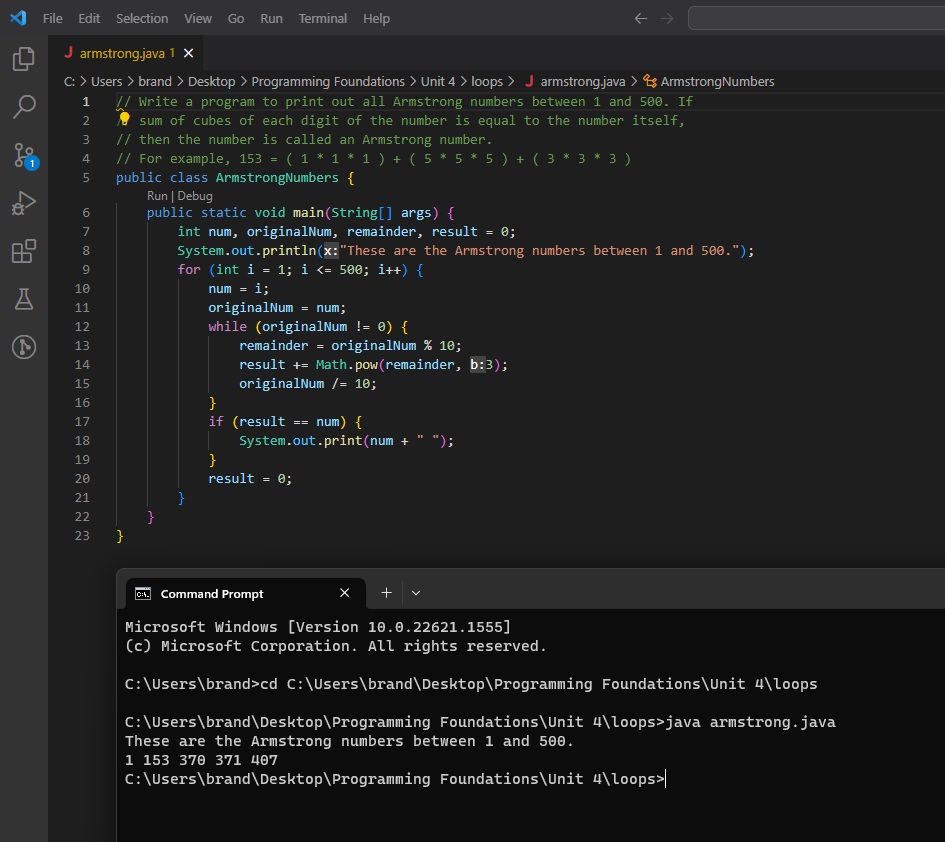 File Edit Selection View Go Run Terminal Help
J armstrong.java 1
C: > Users > brand > Desktop > Programming Foundations > Unit 4 > loops > J armstrong.java > ArmstrongNumbers
1 // Write a program to print out all Armstrong numbers between 1 and 500. If
2 // sum of cubes of each digit of the number is equal to the number itself,
3 // then the number is called an Armstrong number.
4 // For example, 153 = ( 1 * 1 * 1 ) + ( 5 * 5 * 5 ) + ( 3 * 3 * 3 )
5 public class ArmstrongNumbers {
Run | Debug
6 public static void main(String[] args) {
7 int num, originalNum, remainder, result = 0;
8 System.out.println(x:"These are the Armstrong numbers between 1 and 500.");
9 for (int i = 1; i <= 500; i++) {
10 num = i;
11 originalNum = num;
12 while (originalNum != 0) {
13 remainder = originalNum % 10;
14 result += Math.pow(remainder, b:3);
15 originalNum /= 10;
16 }
17 if (result == num) {
18 System.out.print(num + " ");
19 }
20 result = 0;
21 }
22 }
23 }
1
Command Prompt
Microsoft Windows [Version 10.0.22621.1555]
(c) Microsoft Corporation. All rights reserved.
C:\Users\brand>cd C:\Users\brand\Desktop\Programming Foundations\Unit 4\loops
C:\Users\brand\Desktop\Programming Foundations\Unit 4\loops>java armstrong.java
These are the Armstrong numbers between 1 and 500.
1 153 370 371 407
C:\Users\brand\Desktop\Programming Foundations\Unit 4\loops>